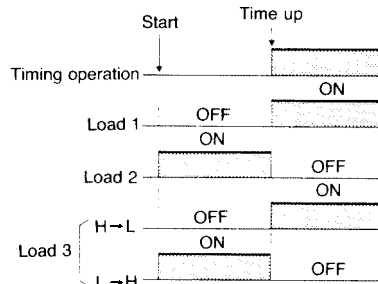 Start
Time up
Timing operation
ON
Load 1
OFF
ON
Load 2
OFF
ON
Load 3
H→L
OFF
ON
L→H
OFF